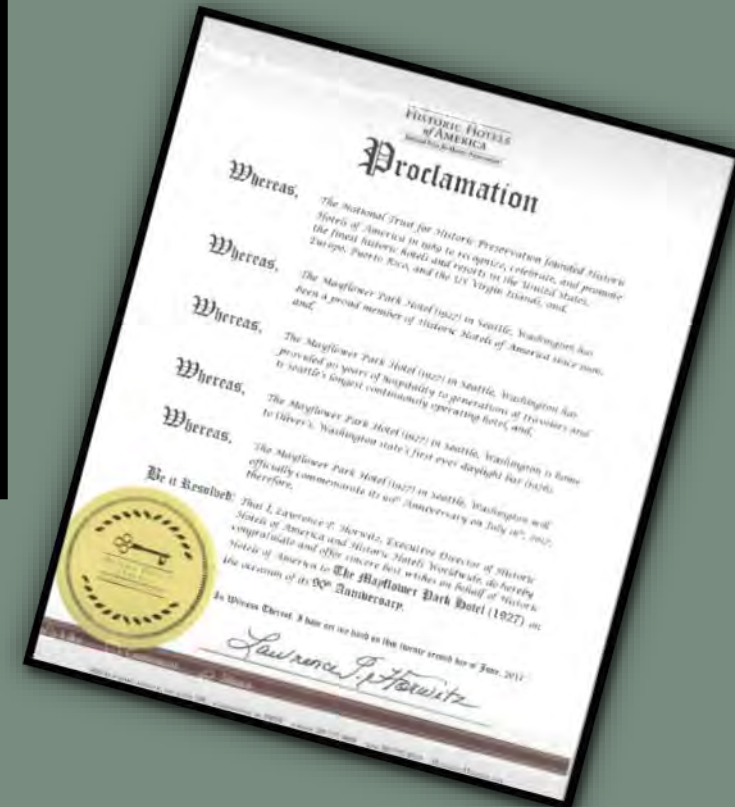 HISTORIC HOTELS
of AMERICA
Proclamation
Whereas,
The National Trust for Historic Preservation founded Historic
Hotels of America in 1989 to recognize, celebrate, and promote
the finest historic hotels and resorts in the United States,
Europe, Puerto Rico, and the US Virgin Islands, and,
Whereas,
The Mayflower Park Hotel (1927) in Seattle, Washington has
been a proud member of Historic Hotels of America since
and,
Whereas,
The Mayflower Park Hotel (1927) in Seattle, Washington has
provided 90 years of hospitality to generations of travelers and
is Seattle's longest continuously operating hotel, and,
Whereas,
The Mayflower Park Hotel (1927) in Seattle, Washington is home
to Oliver's, Washington state's first ever daylight bar (1976),
Whereas,
The Mayflower Park Hotel (1927) in Seattle, Washington will
officially commemorate its 90th Anniversary on July 2017,
therefore,
Be it Resolved:
That I, Lawrence P. Horwitz, Executive Director of Historic
Hotels of America and Historic Hotels Worldwide, do hereby
congratulate and offer sincere best wishes on behalf of Historic
Hotels of America to The Mayflower Park Hotel (1927) on
the occasion of its 90th Anniversary.
In Witness Thereof, I have set my hand on this twenty second day of June, 2017
Lawrence P. Horwitz